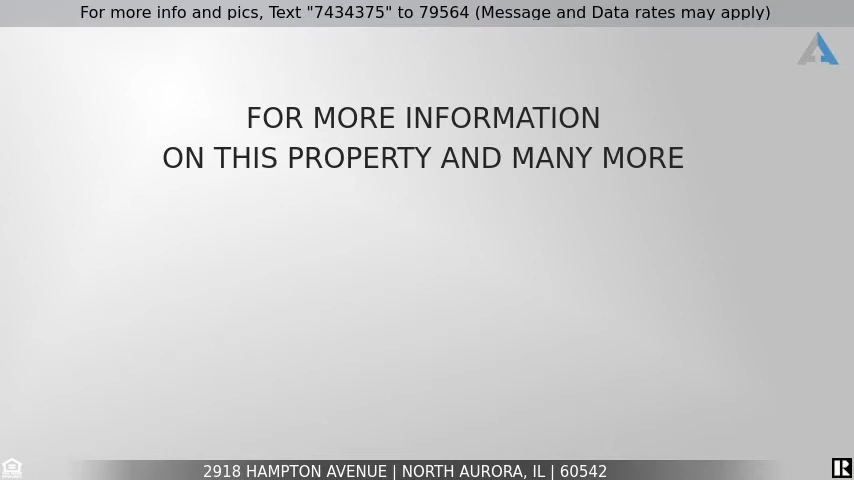 For more info and pics, Text "7434375" to 79564 (Message and Data rates may apply)
FOR MORE INFORMATION
ON THIS PROPERTY AND MANY MORE
2918 HAMPTON AVENUE | NORTH AURORA, IL | 60542